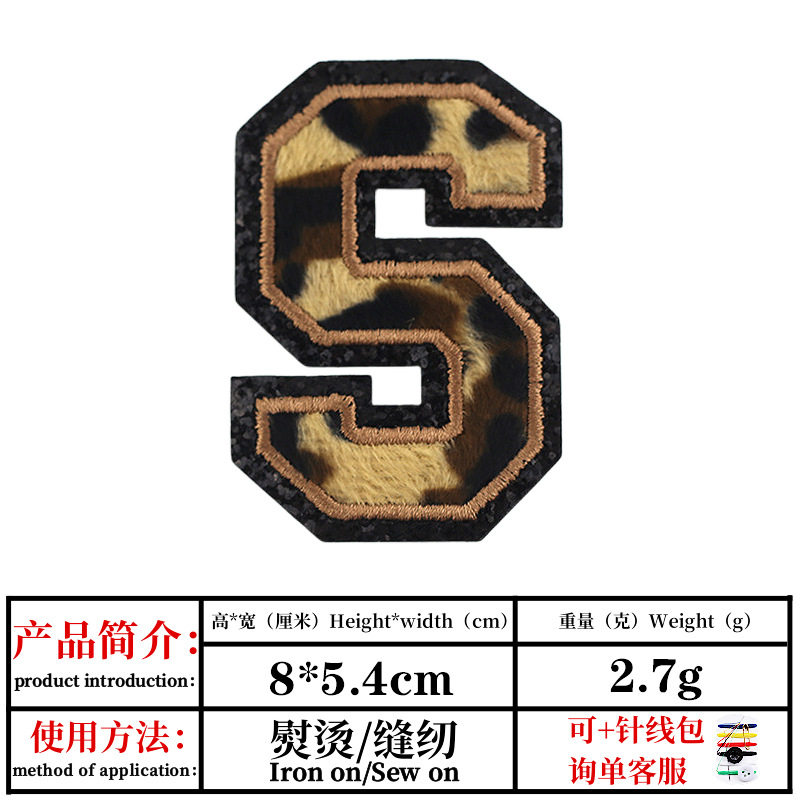 S
产品简介：
product introduction：
高*宽（厘米）Height*width（cm）
重量（克）Weight（g）
8*5.4cm
2.7g
使用方法：
method of application：
熨烫/缝纫
Iron on/Sew on
可+针线包
询单客服